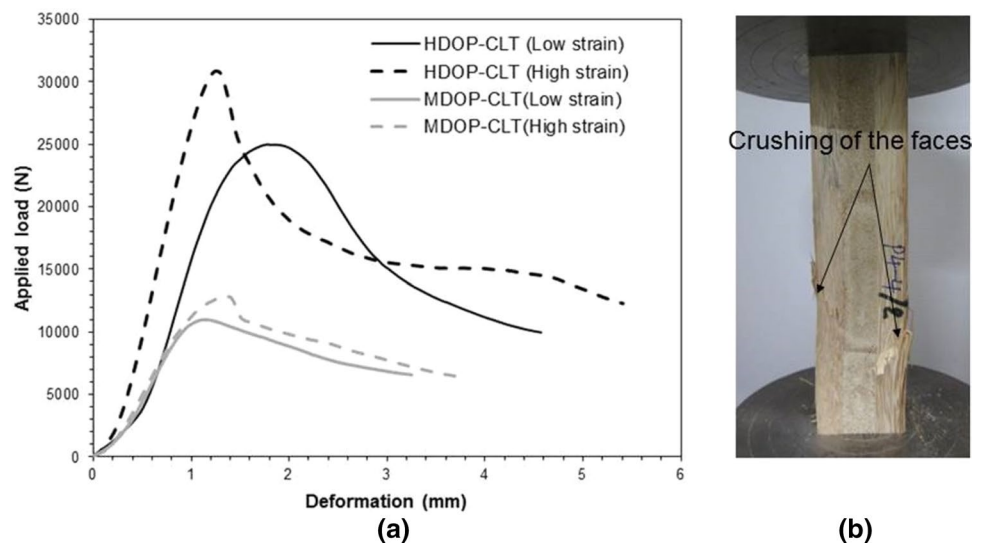 35000
30000
25000
20000
15000
10000
5000
0
Applied load (N)
HDOP-CLT (Low strain)
HDOP-CLT (High strain)
MDOP-CLT(Low strain)
MDOP-CLT(High strain)
0 1 2 3 4 5 6
Deformation (mm)
(a)
Crushing of the faces
(b)